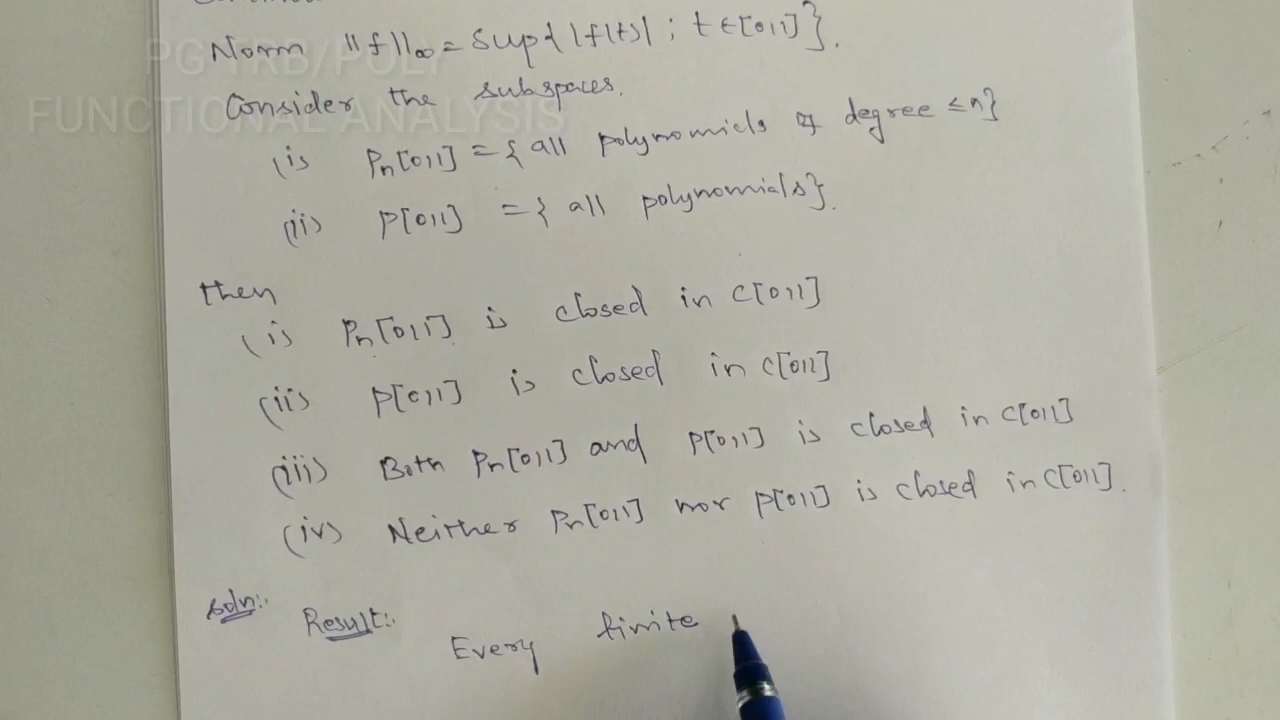 Norm ||f||∞ = sup{ |f(t)| ; t ∈ [0,1] }.
PG TRB/POLY
FUNCTIONAL ANALYSIS
Consider the subspaces.
(i) Pn[0,1] = { all polynomials of degree ≤ n }
(ii) P[0,1] = { all polynomials }.
then
(i) Pn[0,1] is closed in C[0,1]
(ii) P[0,1] is closed in C[0,1]
(iii) Both Pn[0,1] and P[0,1] is closed in C[0,1]
(iv) Neither Pn[0,1] nor P[0,1] is closed in C[0,1].
Soln:
Result:
Every finite